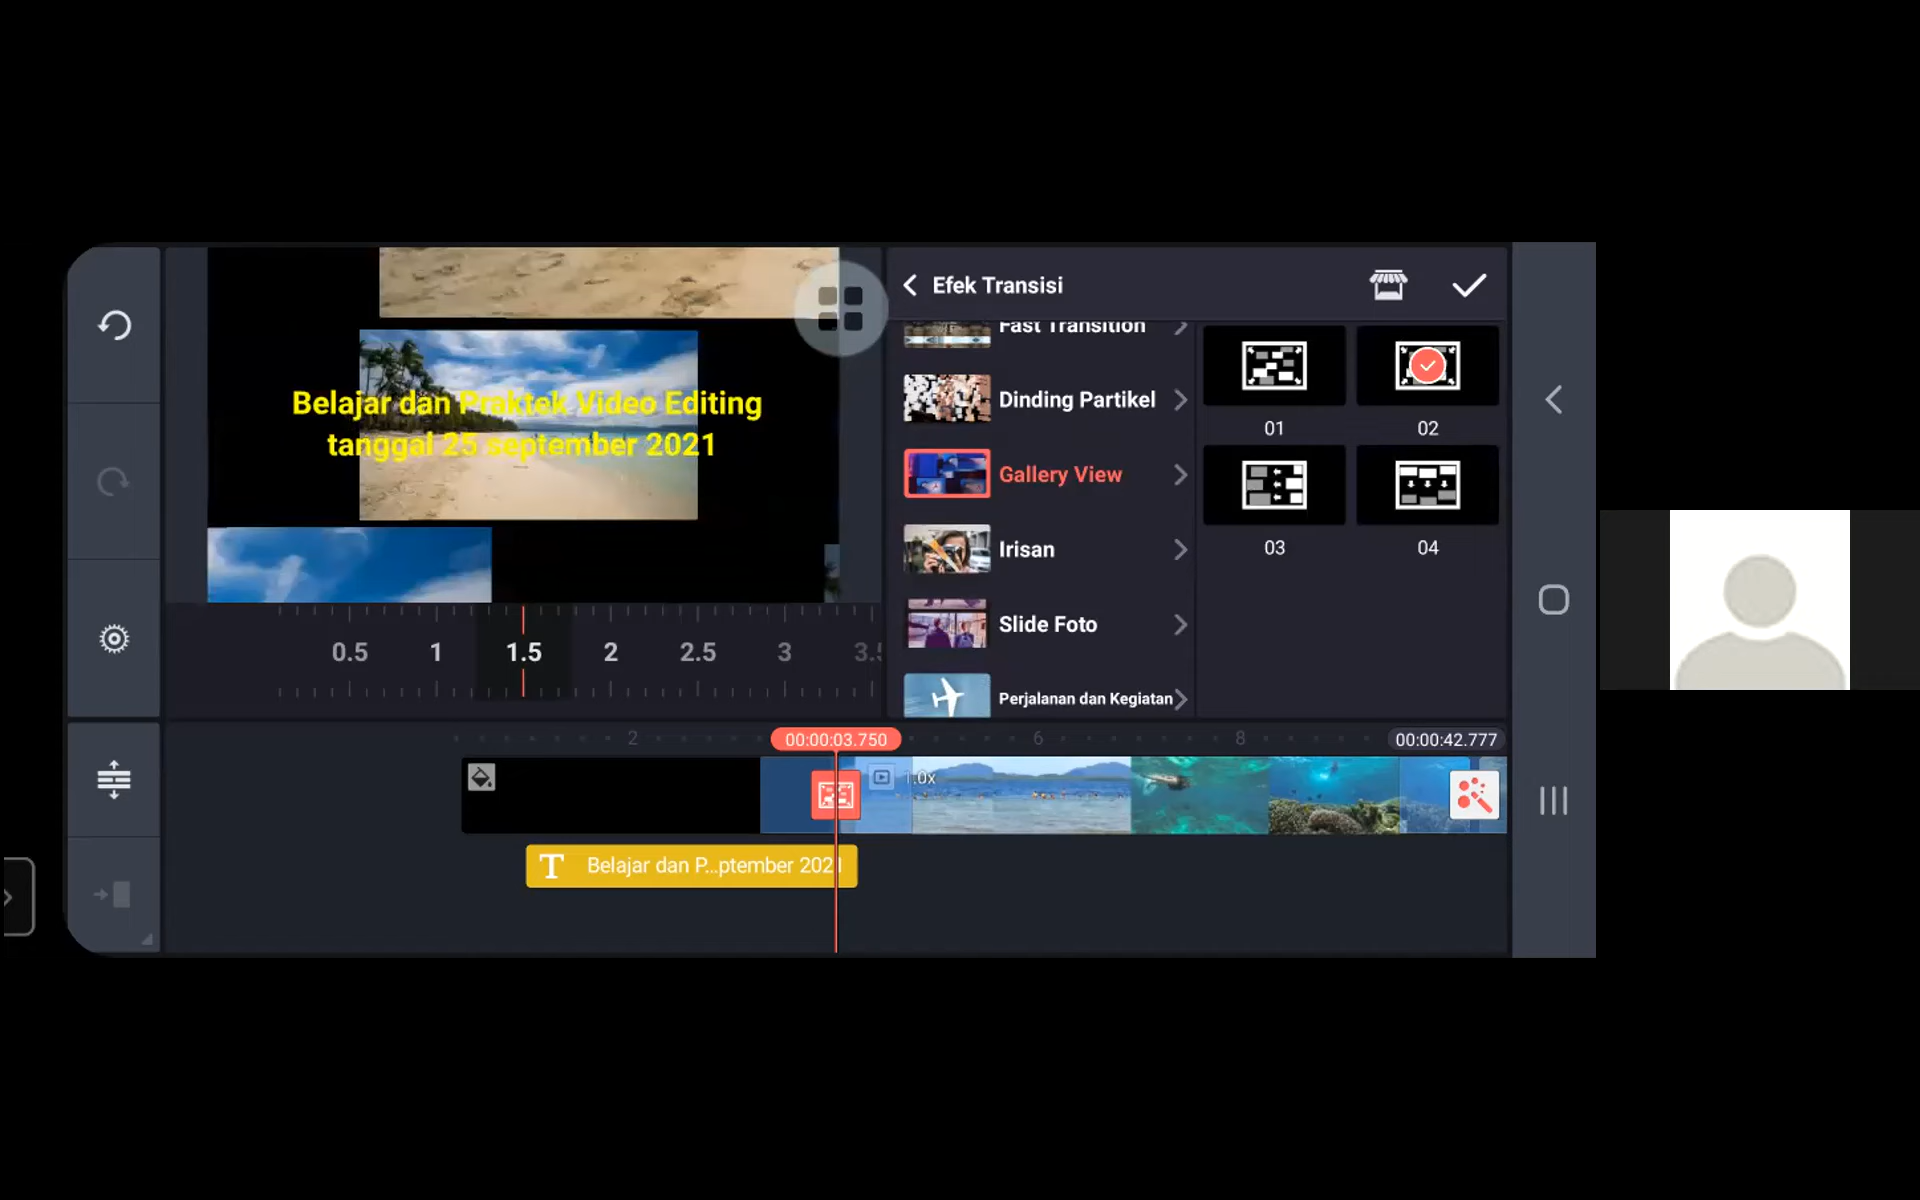 Efek Transisi
Fast Transition
Dinding Partikel
Gallery View
Irisan
Slide Foto
Perjalanan dan Kegiatan
01
02
03
04
Belajar dan Praktek Video Editing
tanggal 25 september 2021
0.5 1 1.5 2 2.5 3 3.5
2 00:00:03.750 6 8 00:00:42.777
1.0x
T Belajar dan P...ptember 2021